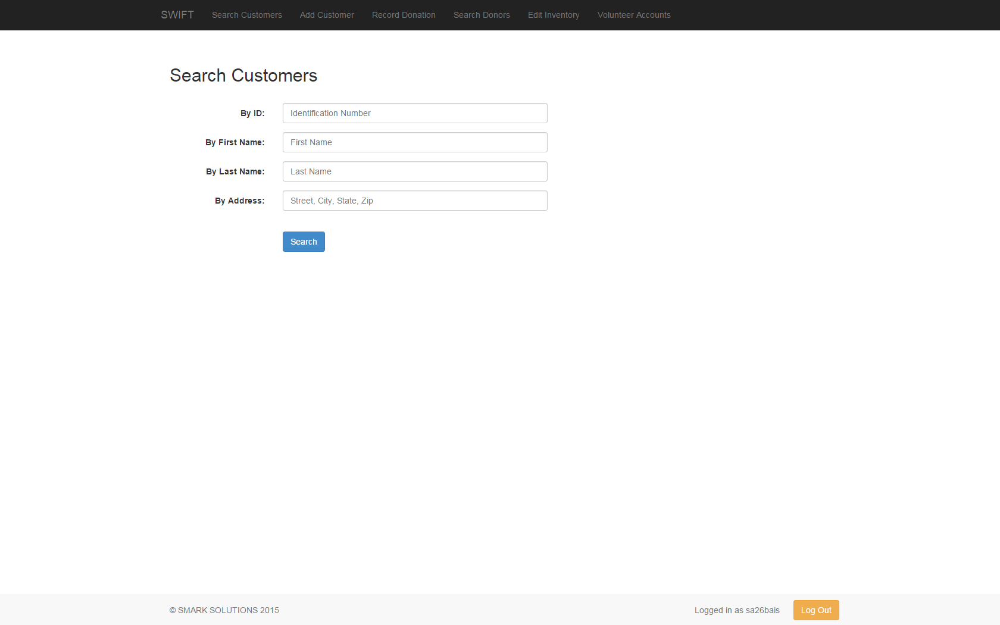 SWIFT Search Customers Add Customer Record Donation Search Donors Edit Inventory Volunteer Accounts
Search Customers
By ID: Identification Number
By First Name: First Name
By Last Name: Last Name
By Address: Street, City, State, Zip
Search
© SMARK SOLUTIONS 2015 Logged in as sa26bais Log Out